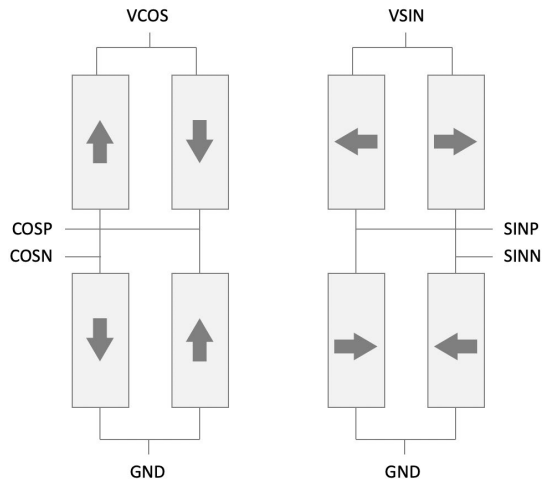 VCOS
VSIN
COSP
COSN
SINP
SINN
GND
GND